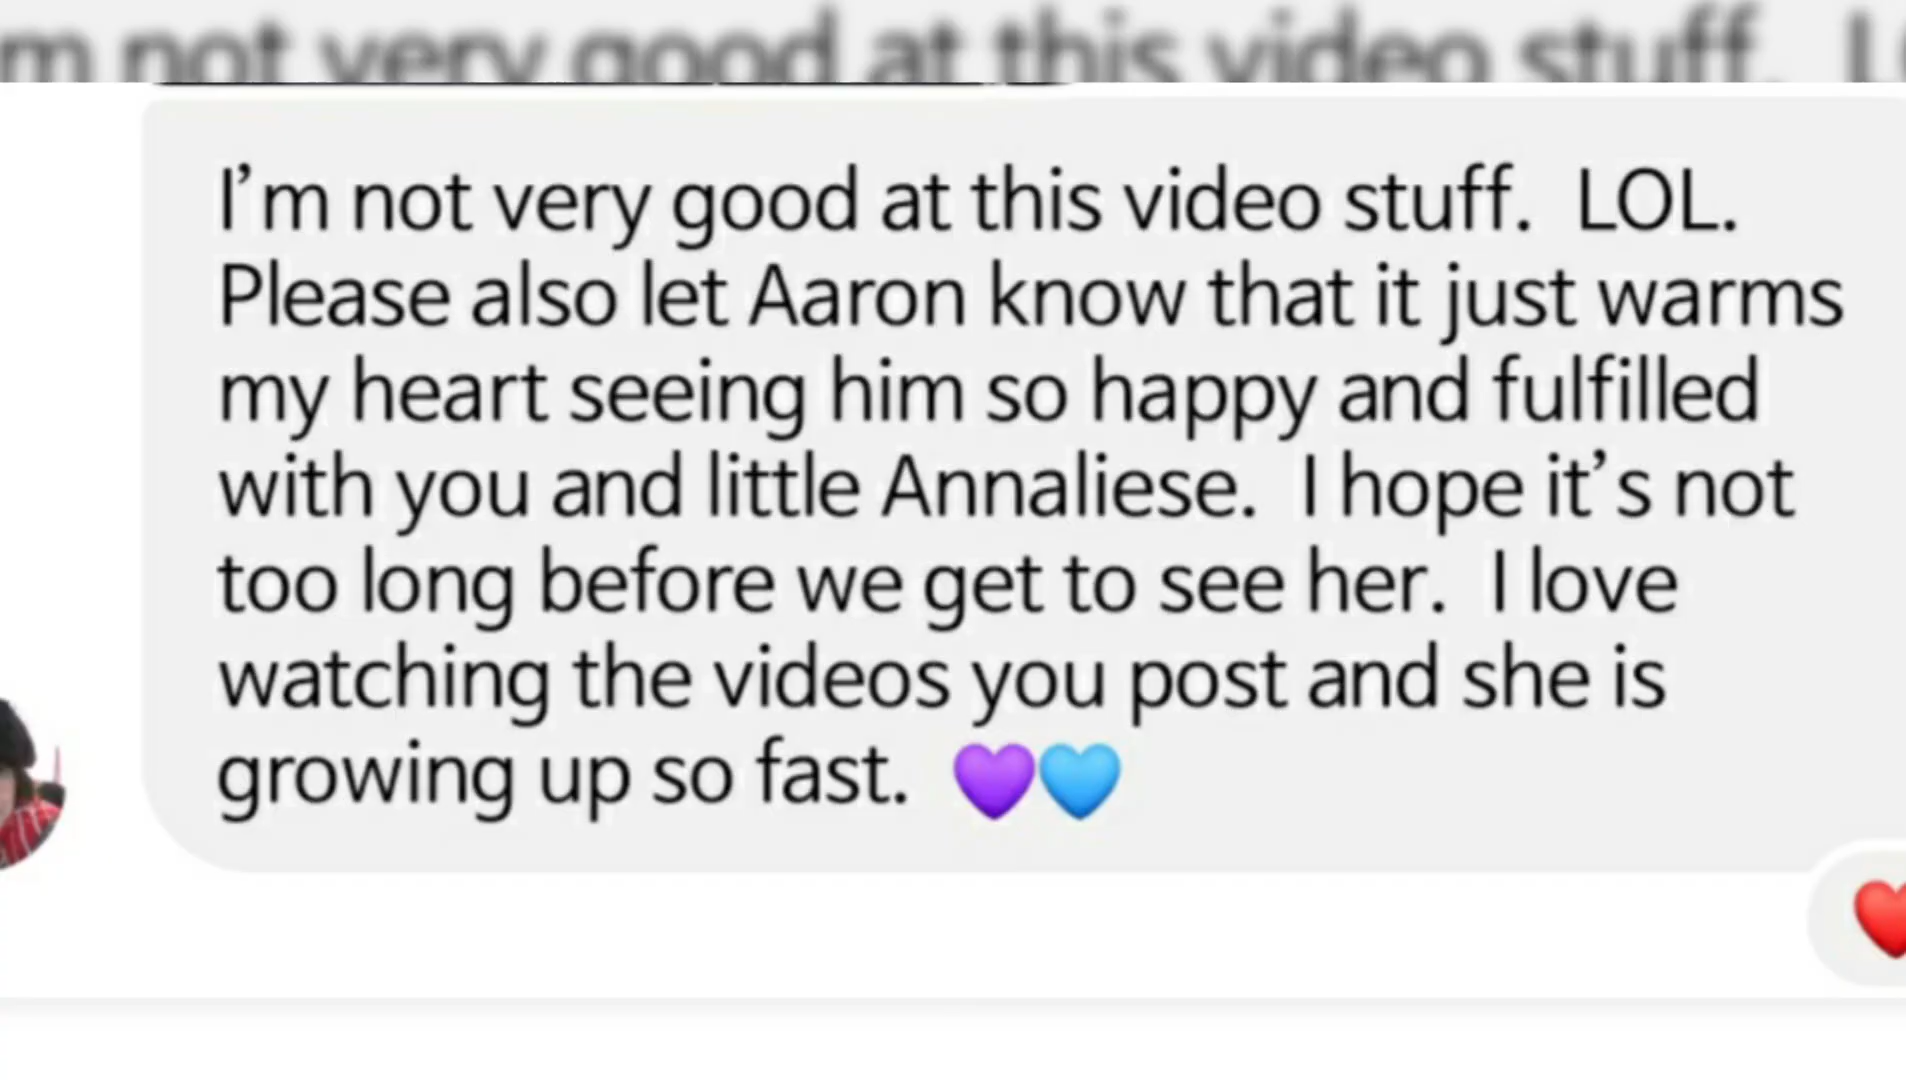 m not very good at this video stuff. L
I’m not very good at this video stuff.  LOL.
Please also let Aaron know that it just warms
my heart seeing him so happy and fulfilled
with you and little Annaliese.  I hope it’s not
too long before we get to see her.  I love
watching the videos you post and she is
growing up so fast.  💜💙